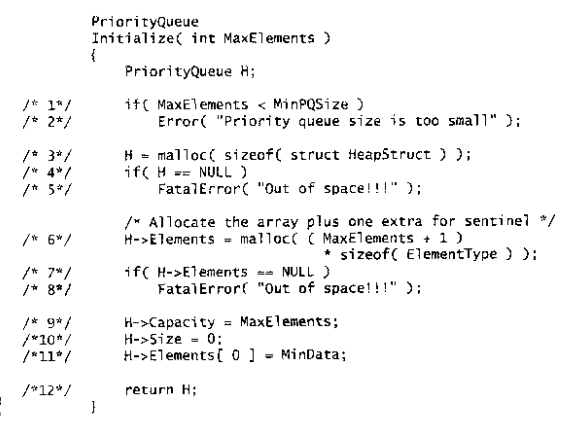 PriorityQueue
Initialize( int MaxElements )
{
PriorityQueue H;
/* 1*/ if( MaxElements < MinPQSize )
/* 2*/ Error( "Priority queue size is too small" );
/* 3*/ H = malloc( sizeof( struct HeapStruct ) );
/* 4*/ if( H == NULL )
/* 5*/ FatalError( "Out of space!!!" );
/* Allocate the array plus one extra for sentinel */
/* 6*/ H->Elements = malloc( ( MaxElements + 1 )
* sizeof( ElementType ) );
/* 7*/ if( H->Elements == NULL )
/* 8*/ FatalError( "Out of space!!!" );
/* 9*/ H->Capacity = MaxElements;
/*10*/ H->Size = 0;
/*11*/ H->Elements[ 0 ] = MinData;
/*12*/ return H;
}